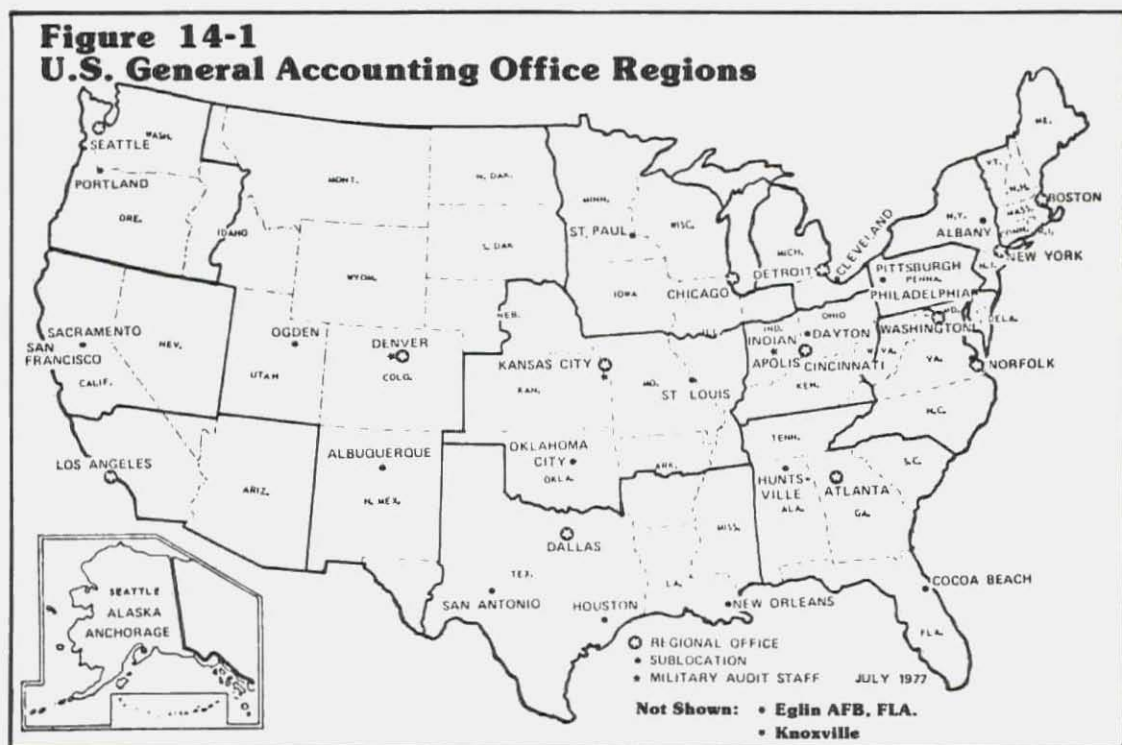 Figure 14-1
U.S. General Accounting Office Regions
WASH.
SEATTLE
PORTLAND
ORE.
IDAHO
MONT.
N. DAK.
S. DAK.
WYOM.
NEB.
MINN.
ST. PAUL
WISC.
IOWA
CHICAGO
ILL.
MICH.
DETROIT
CLEVELAND
ME.
VT.
N.H.
MASS.
CONN.
R.I.
BOSTON
N.Y.
ALBANY
NEW YORK
N.J.
PITTSBURGH
PENNA.
PHILADELPHIA
OHIO
IND.
INDIAN
APOLIS
DAYTON
CINCINNATI
KEN.
WASHINGTON
MD.
DELA.
W. VA.
VA.
NORFOLK
N.C.
SACRAMENTO
SAN
FRANCISCO
CALIF.
NEV.
OGDEN
UTAH
DENVER
COLO.
KANSAS CITY
KAN.
MO.
ST LOUIS
LOS ANGELES
ARIZ.
ALBUQUERQUE
N. MEX.
OKLAHOMA
CITY
OKLA.
ARK.
TENN.
HUNTS-
VILLE
ALA.
ATLANTA
GA.
S.C.
MISS.
DALLAS
TEX.
SAN ANTONIO
HOUSTON
LA.
NEW ORLEANS
COCOA BEACH
FLA.
SEATTLE
ALASKA
ANCHORAGE
REGIONAL OFFICE
• SUBLOCATION
* MILITARY AUDIT STAFF JULY 1977
Not Shown: • Eglin AFB, FLA.
• Knoxville